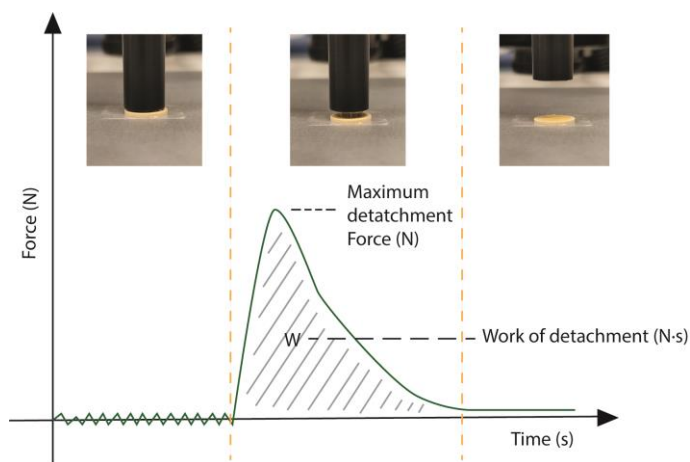 Force (N)
Maximum
detatchment
Force (N)
W
Work of detachment (N·s)
Time (s)